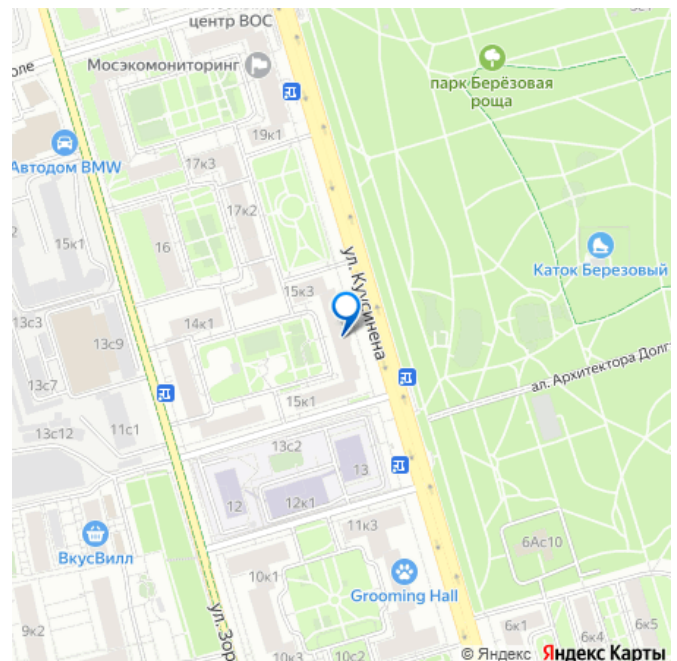 центр ВОС
Мосэкомониторинг
парк Берёзовая
роща
19к1
Автодом BMW
17к3
17к2
15к1
16
ул. Куусинена
Каток Березовый
15к3
13с3
14к1
13с9
ал. Архитектора Долг
13с7
15к1
11с1
13с12
13с2
13
12
12к1
11к3
ВкусВилл
6Ас10
10к1
Grooming Hall
ул. Зор
9к2
10к3
10с2
6к1
6к4
6к5
© Яндекс Яндекс Карты